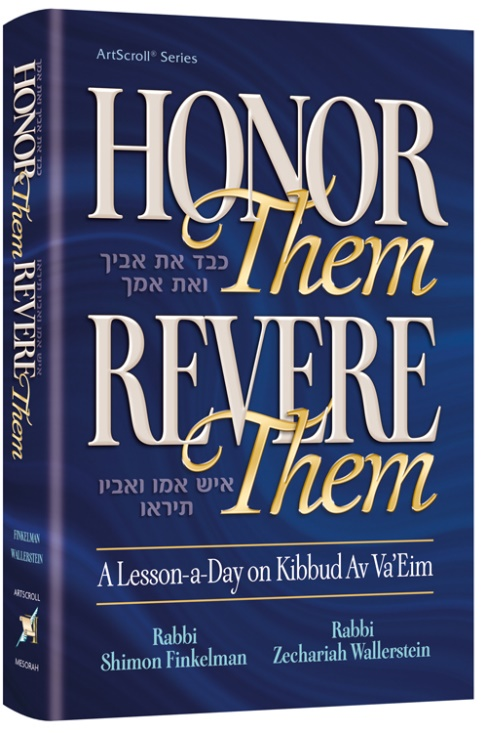 ArtScroll® Series
HONOR
Them
כבד את אביך
ואת אמך
REVERE
Them
איש אמו ואביו
תיראו
A Lesson-a-Day on Kibbud Av Va'Eim
Rabbi
Shimon Finkelman
Rabbi
Zechariah Wallerstein
HONOR Them REVERE Them
FINKELMAN
WALLERSTEIN
ARTSCROLL
MESORAH